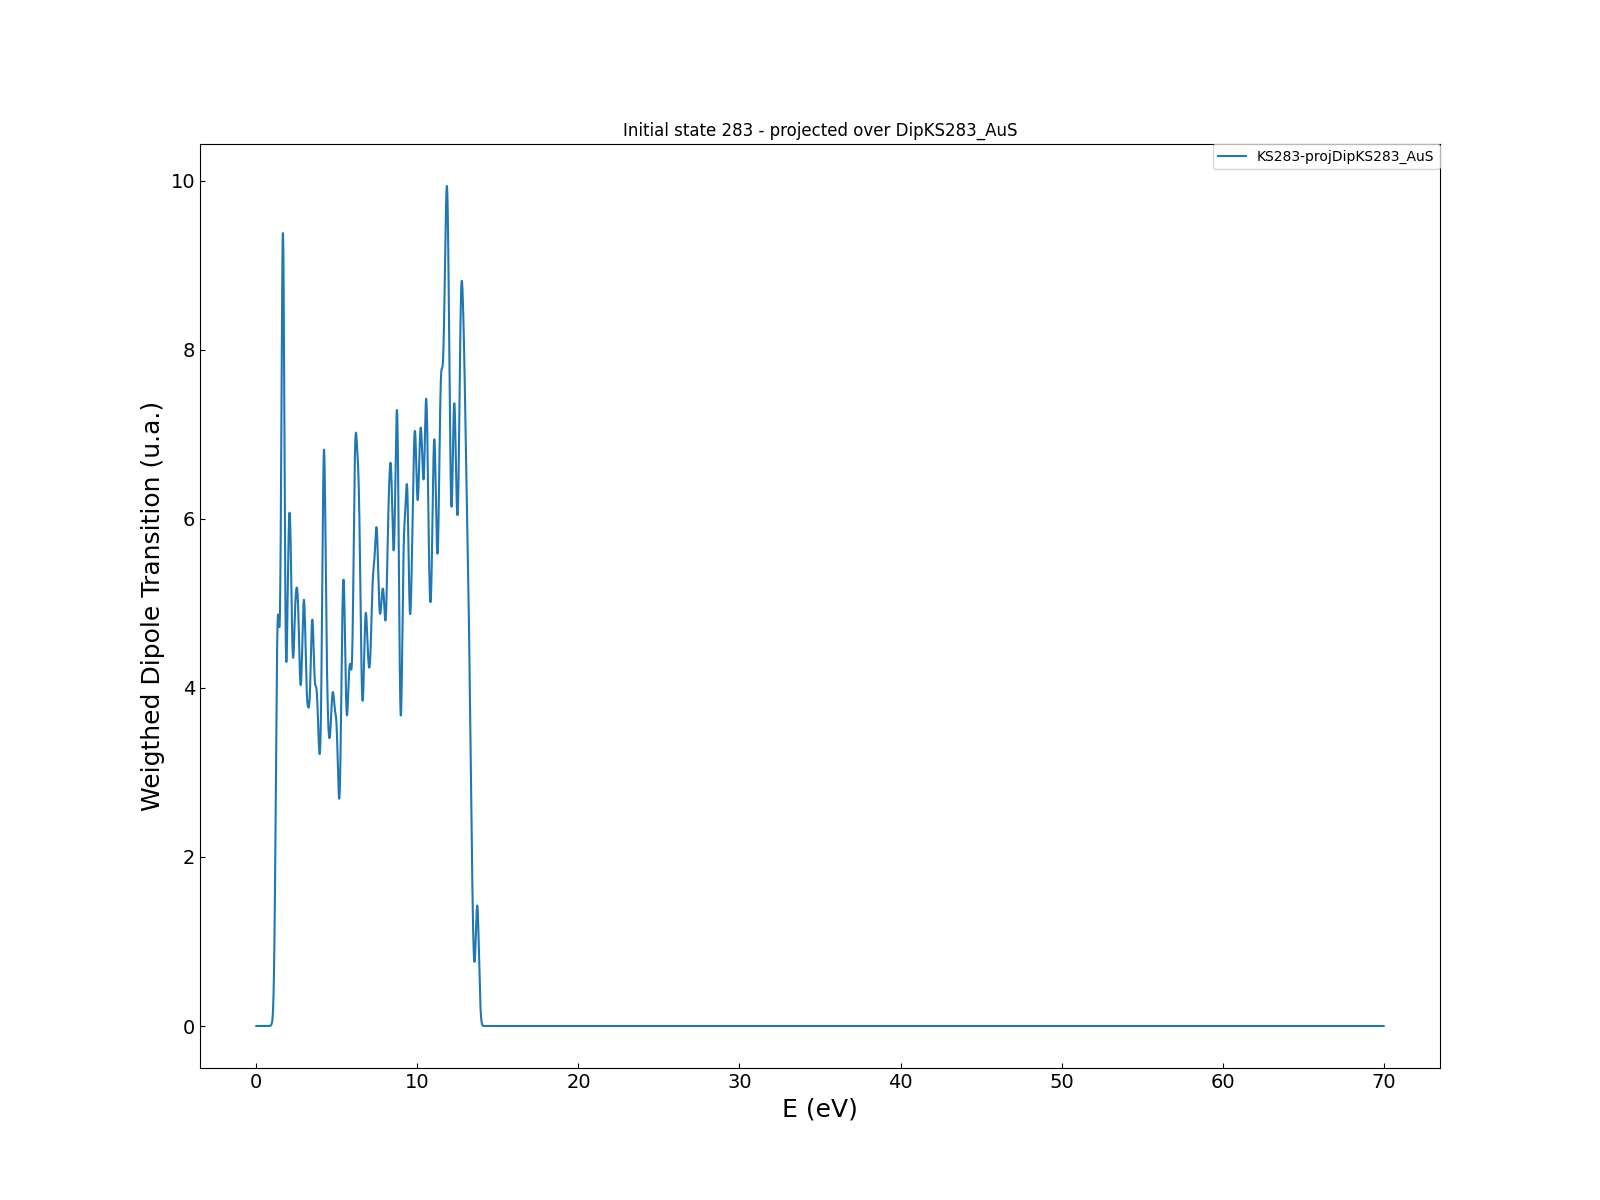 Initial state 283 - projected over DipKS283_AuS
KS283-projDipKS283_AuS
Weigthed Dipole Transition (u.a.)
10
8
6
4
2
0
0 10 20 30 40 50 60 70
E (eV)